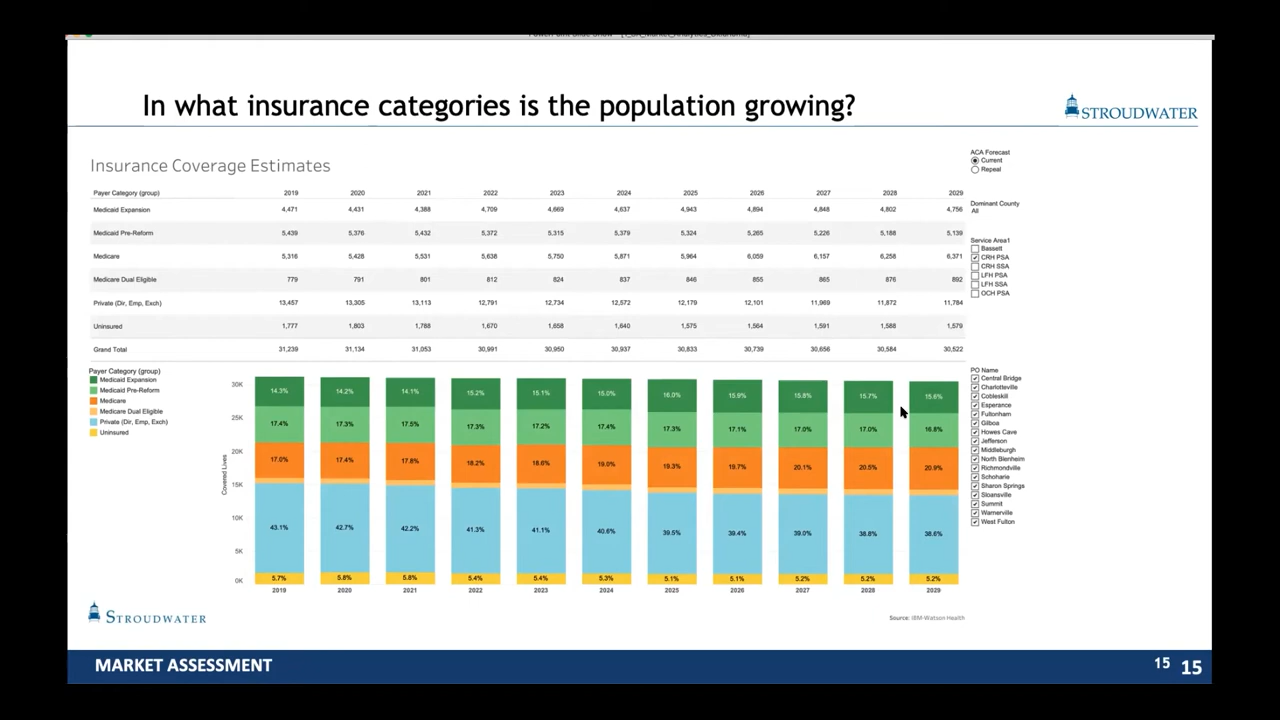 In what insurance categories is the population growing?
STROUDWATER
Insurance Coverage Estimates
ACA Forecast
Current
Repeal
Payer Category (group) 2019 2020 2021 2022 2023 2024 2025 2026 2027 2028 2029
Medicaid Expansion 4,471 4,431 4,388 4,709 4,669 4,637 4,943 4,894 4,848 4,802 4,756
Medicaid Pre-Reform 5,439 5,376 5,432 5,372 5,315 5,379 5,324 5,265 5,226 5,188 5,139
Medicare 5,316 5,428 5,531 5,638 5,750 5,871 5,964 6,059 6,157 6,258 6,371
Medicare Dual Eligible 779 791 801 812 824 837 846 855 865 876 892
Private (Dir, Emp, Exch) 13,457 13,305 13,113 12,791 12,734 12,572 12,179 12,101 11,969 11,872 11,784
Uninsured 1,777 1,803 1,788 1,670 1,658 1,640 1,575 1,564 1,591 1,588 1,579
Grand Total 31,239 31,134 31,053 30,991 30,950 30,937 30,833 30,739 30,656 30,584 30,522
Dominant County
All
Service Area1
Bassett
CRH PSA
CRH SSA
LFH PSA
LFH SSA
OCH PSA
Payer Category (group)
Medicaid Expansion
Medicaid Pre-Reform
Medicare
Medicare Dual Eligible
Private (Dir, Emp, Exch)
Uninsured
Covered Lives
30K
25K
20K
15K
10K
5K
0K
14.3% 14.2% 14.1% 15.2% 15.1% 15.0% 16.0% 15.9% 15.8% 15.7% 15.6%
17.4% 17.3% 17.5% 17.3% 17.2% 17.4% 17.3% 17.1% 17.0% 17.0% 16.8%
17.0% 17.4% 17.8% 18.2% 18.6% 19.0% 19.3% 19.7% 20.1% 20.5% 20.9%
43.1% 42.7% 42.2% 41.3% 41.1% 40.6% 39.5% 39.4% 39.0% 38.8% 38.6%
5.7% 5.8% 5.8% 5.4% 5.4% 5.3% 5.1% 5.1% 5.2% 5.2% 5.2%
2019 2020 2021 2022 2023 2024 2025 2026 2027 2028 2029
PO Name
Central Bridge
Charlotteville
Cobleskill
Esperance
Fultonham
Gilboa
Howes Cave
Jefferson
Middleburgh
North Blenheim
Richmondville
Schoharie
Sharon Springs
Sloansville
Summit
Warnerville
West Fulton
STROUDWATER
Source: IBM-Watson Health
MARKET ASSESSMENT
15 15